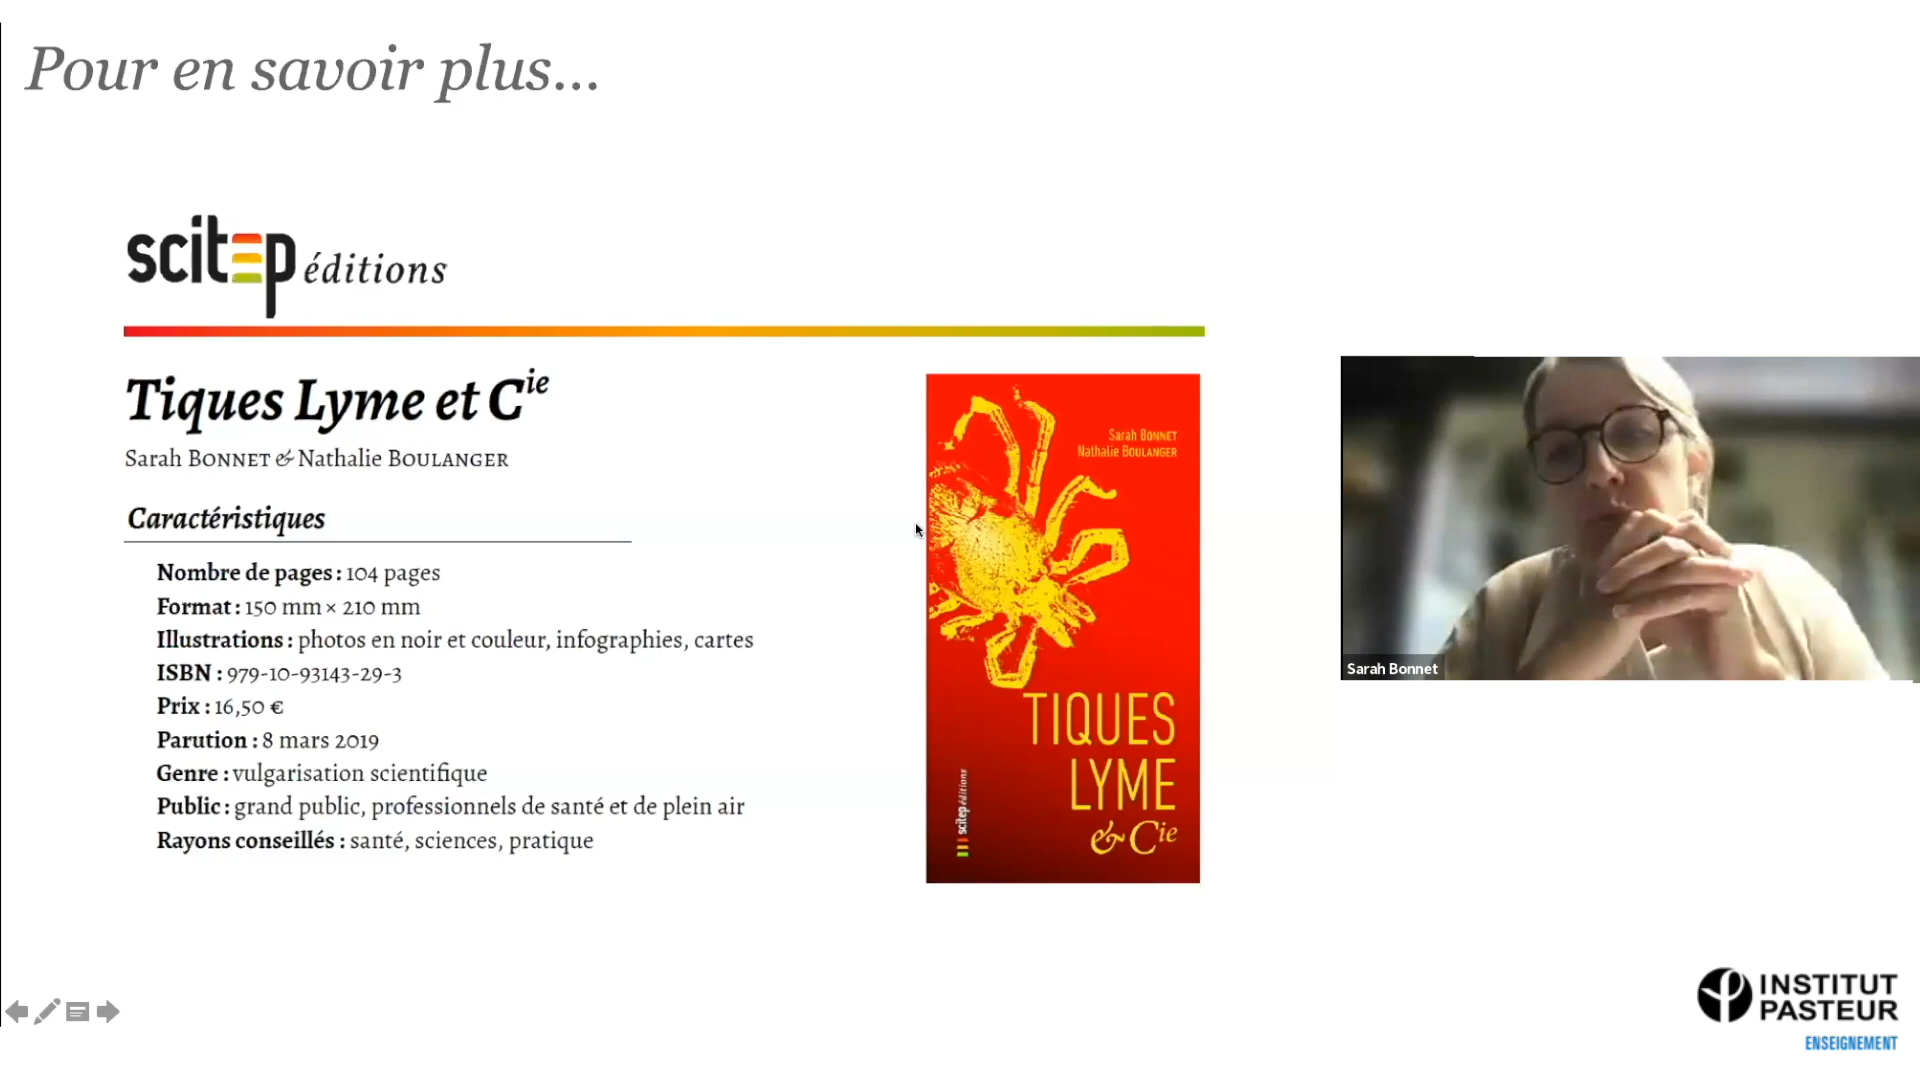 Pour en savoir plus...
scitep éditions
Tiques Lyme et Cie
Sarah BONNET & Nathalie BOULANGER
Caractéristiques
Nombre de pages : 104 pages
Format : 150 mm × 210 mm
Illustrations : photos en noir et couleur, infographies, cartes
ISBN : 979-10-93143-29-3
Prix : 16,50 €
Parution : 8 mars 2019
Genre : vulgarisation scientifique
Public : grand public, professionnels de santé et de plein air
Rayons conseillés : santé, sciences, pratique
Sarah BONNET
Nathalie BOULANGER
TIQUES
LYME
& Cie
scitep éditions
Sarah Bonnet
INSTITUT
PASTEUR
ENSEIGNEMENT